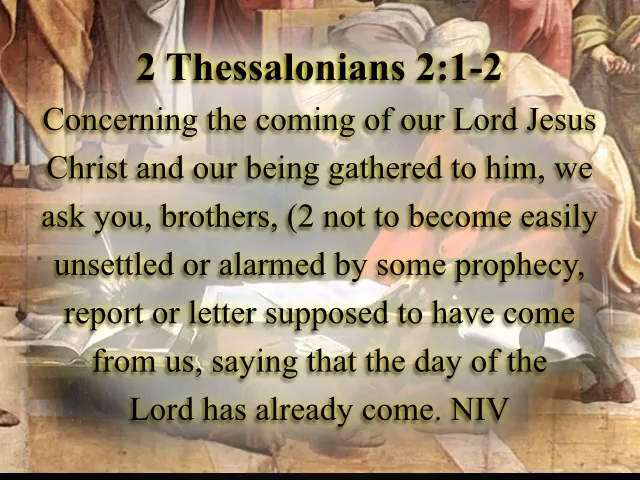 2 Thessalonians 2:1-2
Concerning the coming of our Lord Jesus
Christ and our being gathered to him, we
ask you, brothers, (2 not to become easily
unsettled or alarmed by some prophecy,
report or letter supposed to have come
from us, saying that the day of the
Lord has already come. NIV